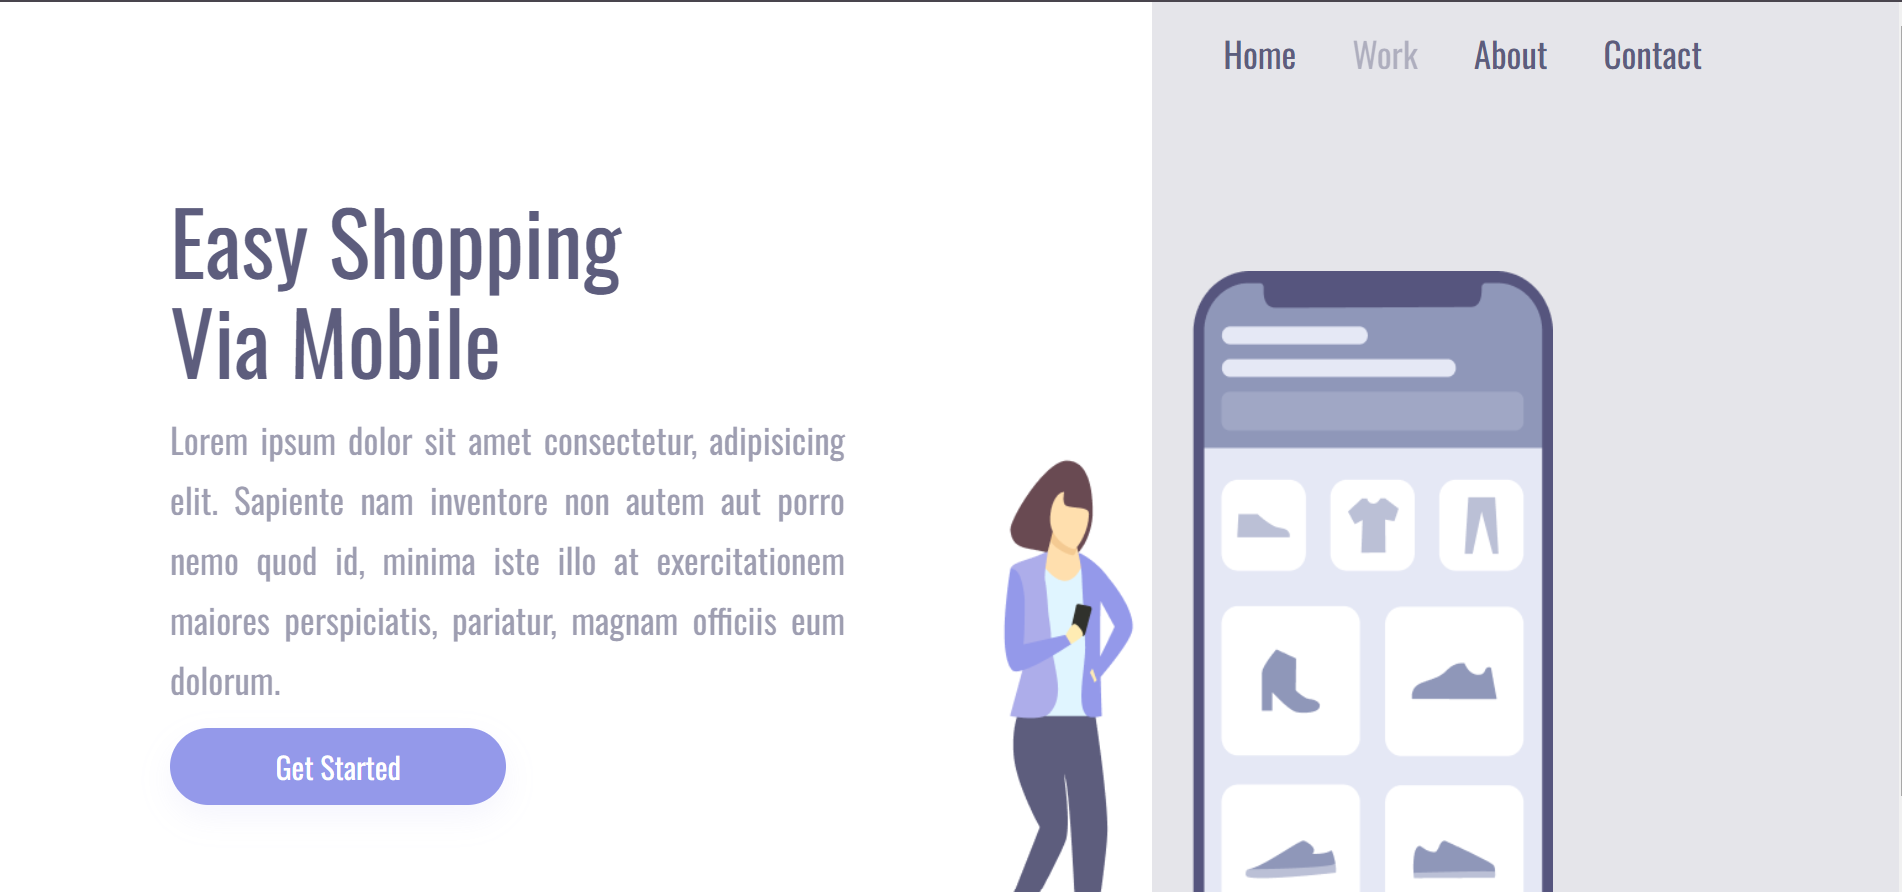 Home Work About Contact
Easy Shopping
Via Mobile
Lorem ipsum dolor sit amet consectetur, adipisicing
elit. Sapiente nam inventore non autem aut porro
nemo quod id, minima iste illo at exercitationem
maiores perspiciatis, pariatur, magnam officiis eum
dolorum.
Get Started